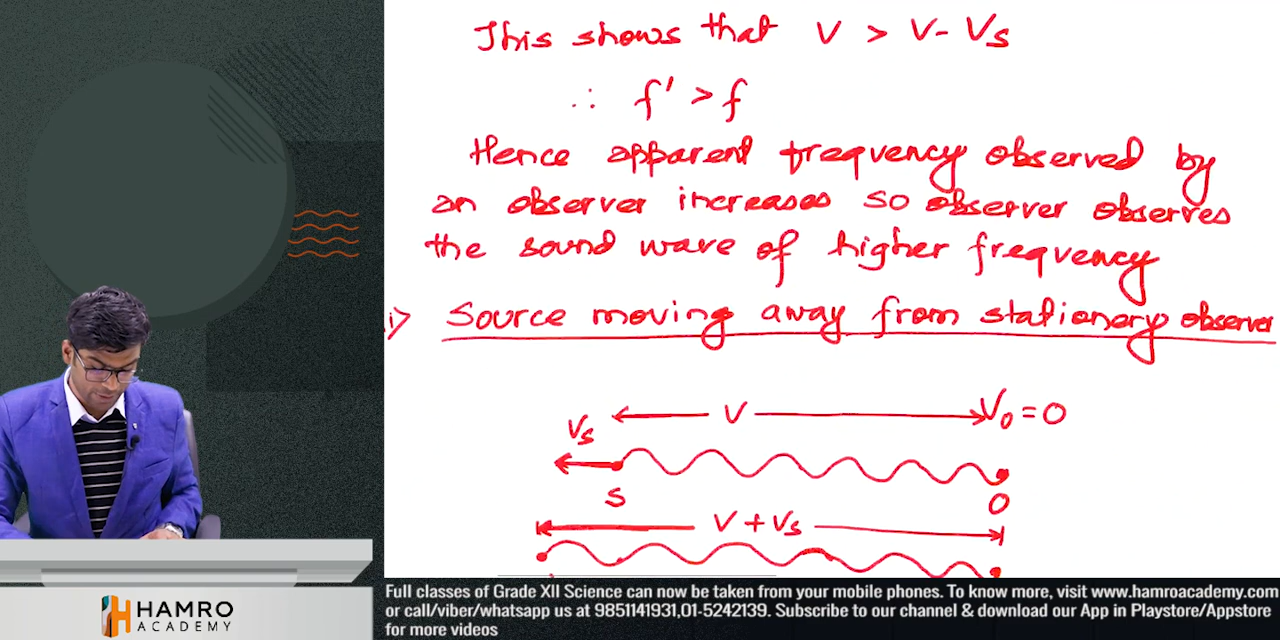 This shows that V > V - Vs
∴ f' > f
Hence apparent frequency observed by
an observer increases so observer observes
the sound wave of higher frequency
i) Source moving away from stationery observer
V V₀ = 0
Vs
S O
V + Vs
HAMRO
ACADEMY
Full classes of Grade XII Science can now be taken from your mobile phones. To know more, visit www.hamroacademy.com
or call/viber/whatsapp us at 9851141931,01-5242139. Subscribe to our channel & download our App in Playstore/Appstore
for more videos